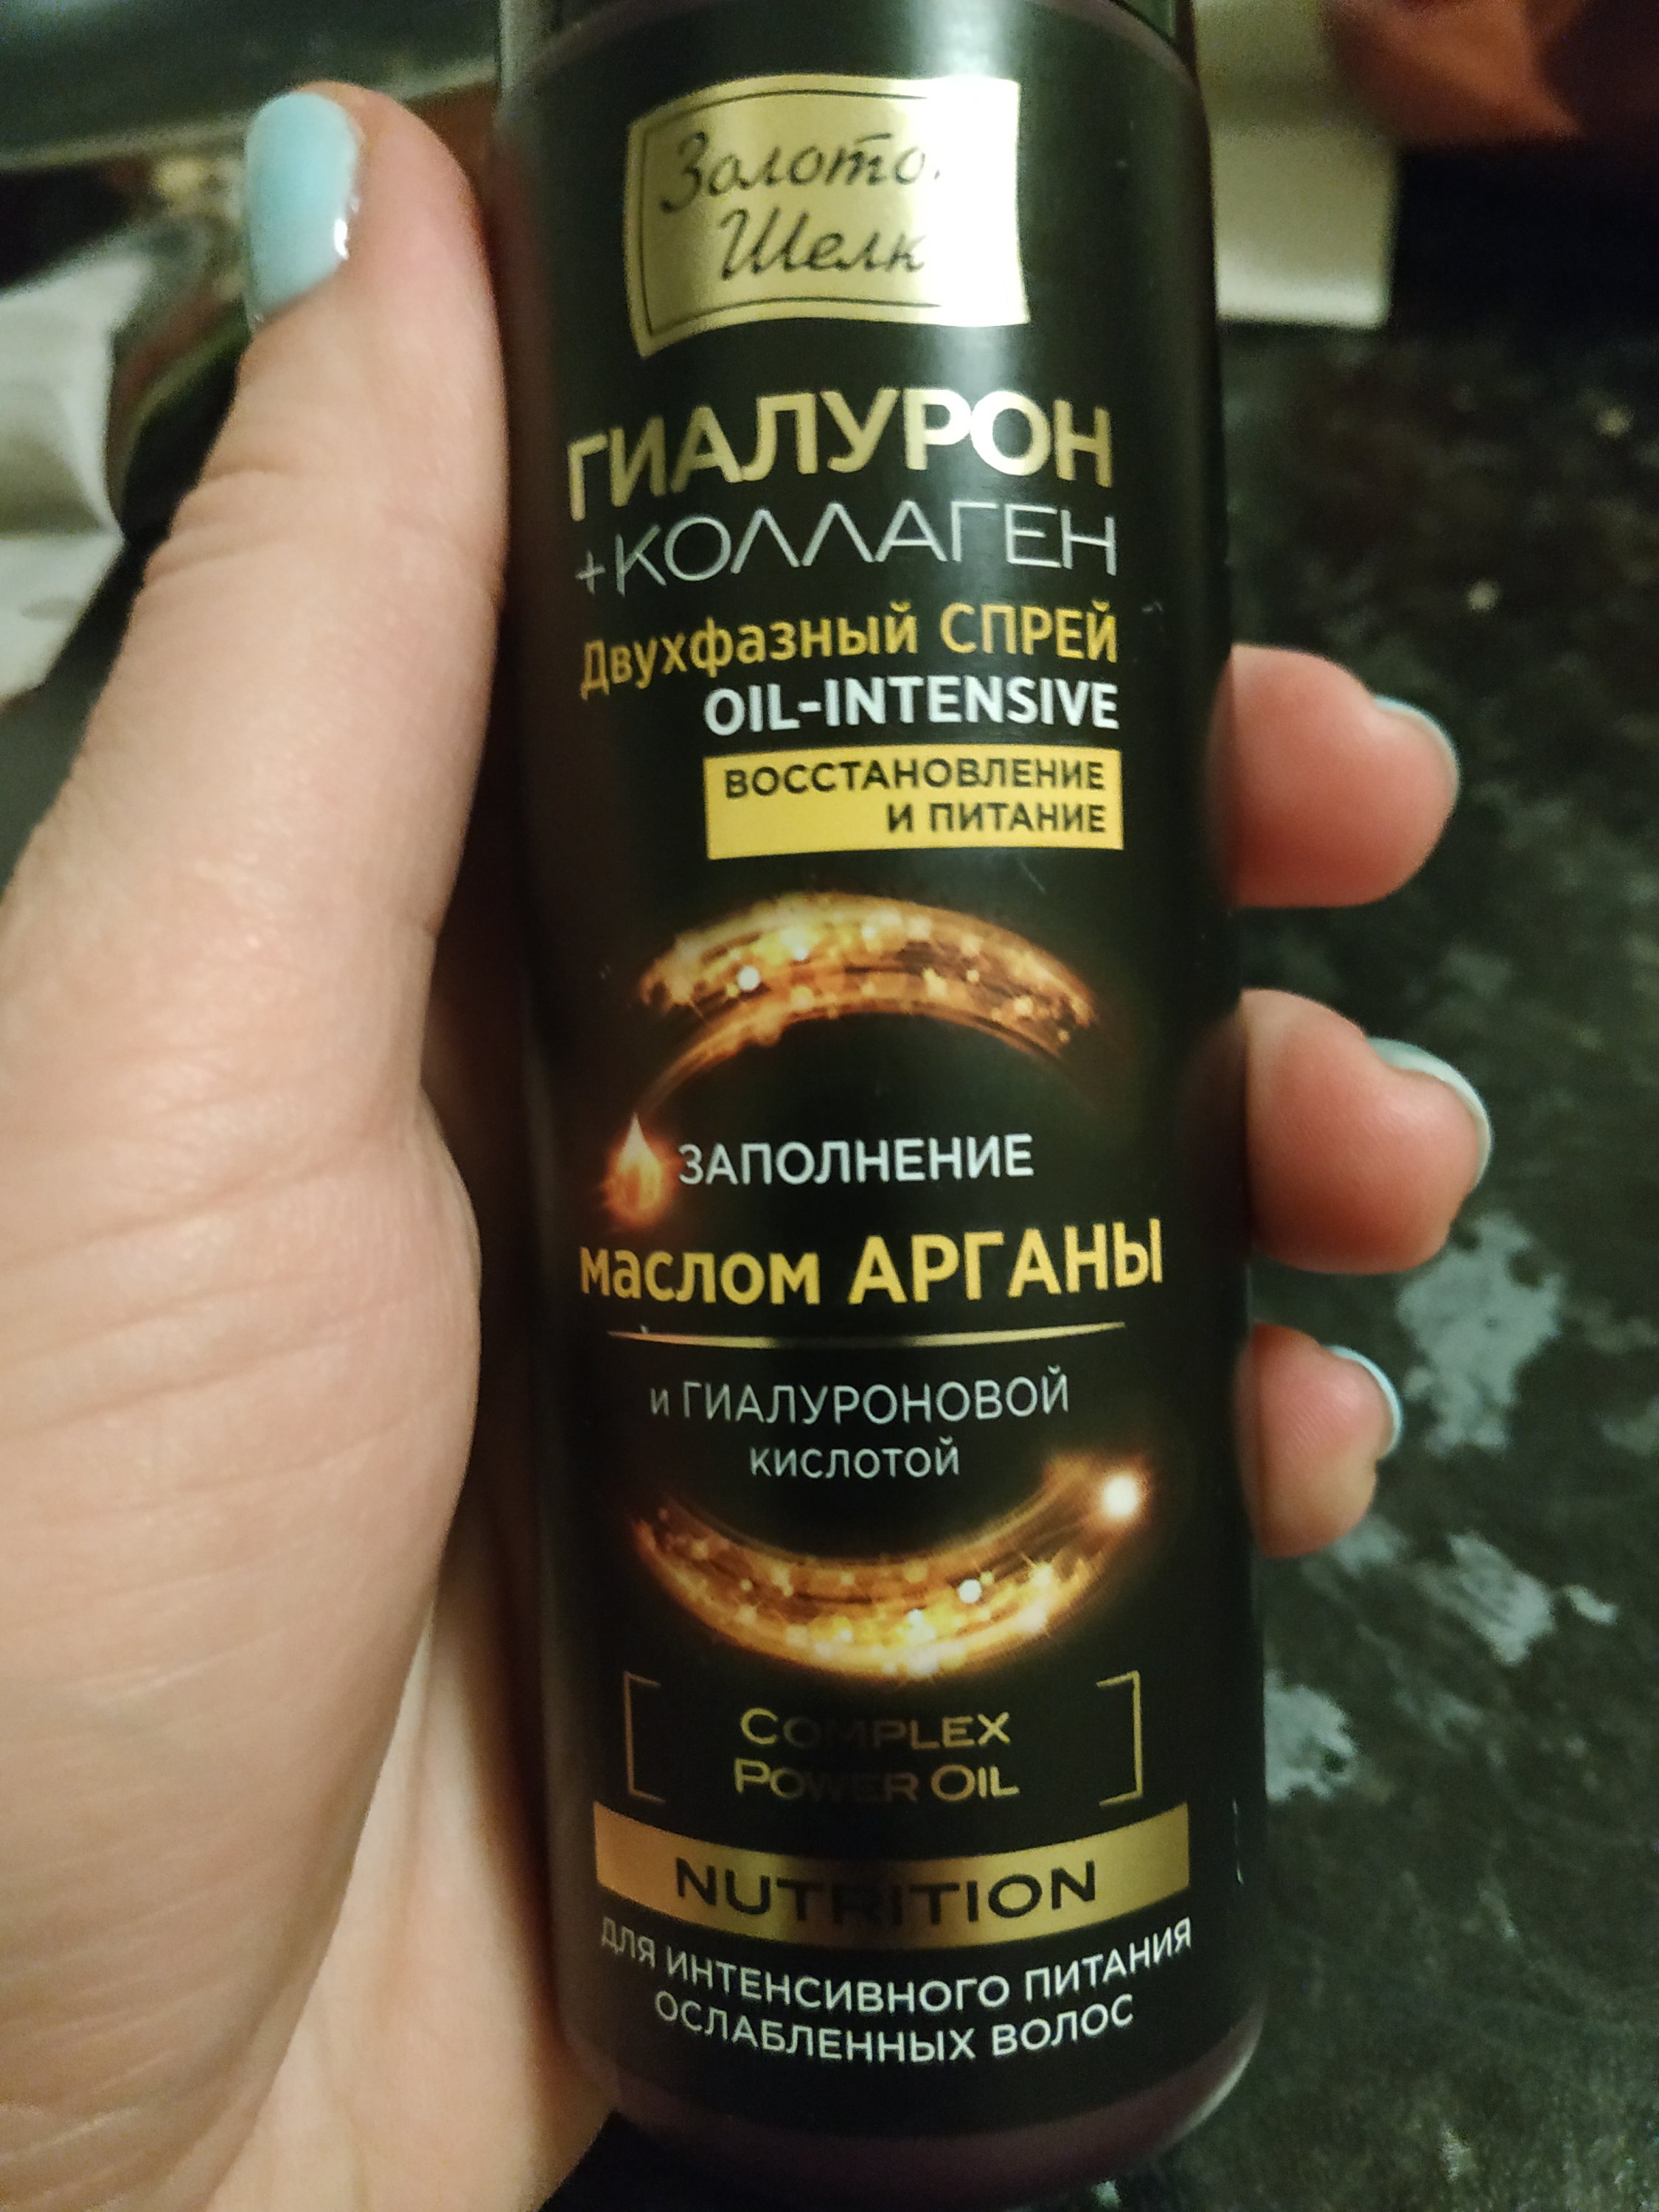 Шелк
ГИАЛУРОН
+КОЛЛАГЕН
Двухфазный СПРЕЙ
OIL-INTENSIVE
ВОССТАНОВЛЕНИЕ
И ПИТАНИЕ
ЗАПОЛНЕНИЕ
маслом АРГАНЫ
и ГИАЛУРОНОВОЙ
кислотой
COMPLEX
POWER OIL
NUTRITION
ДЛЯ ИНТЕНСИВНОГО ПИТАНИЯ
ОСЛАБЛЕННЫХ ВОЛОС